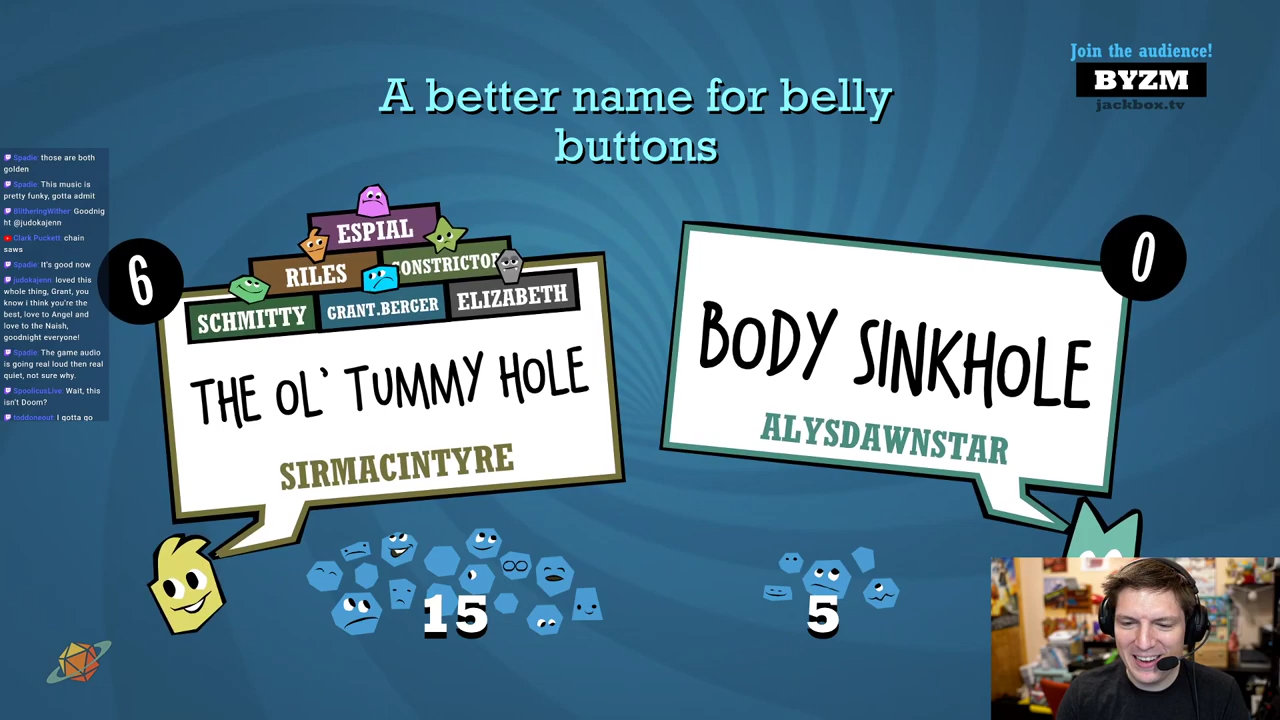 Join the audience!
BYZM
jackbox.tv
A better name for belly
buttons
Spadie: those are both
golden
Spadie: This music is
pretty funky, gotta admit
BlitheringWither: Goodnig
ht @judokajenn
Clark Puckett: chain
saws
Spadie: It's good now
judokajenn: loved this
whole thing, Grant, you
know i think you're the
best, love to Angel and
love to the Naish,
goodnight everyone!
Spadie: The game audio
is going real loud then real
quiet, not sure why.
SpoolicusLive: Wait, this
isn't Doom?
toddoneout: I gotta go
6
ESPIAL
RILES
CONSTRICTOR
SCHMITTY
GRANT.BERGER
ELIZABETH
THE OL' TUMMY HOLE
SIRMACINTYRE
15
0
BODY SINKHOLE
ALYSDAWNSTAR
5